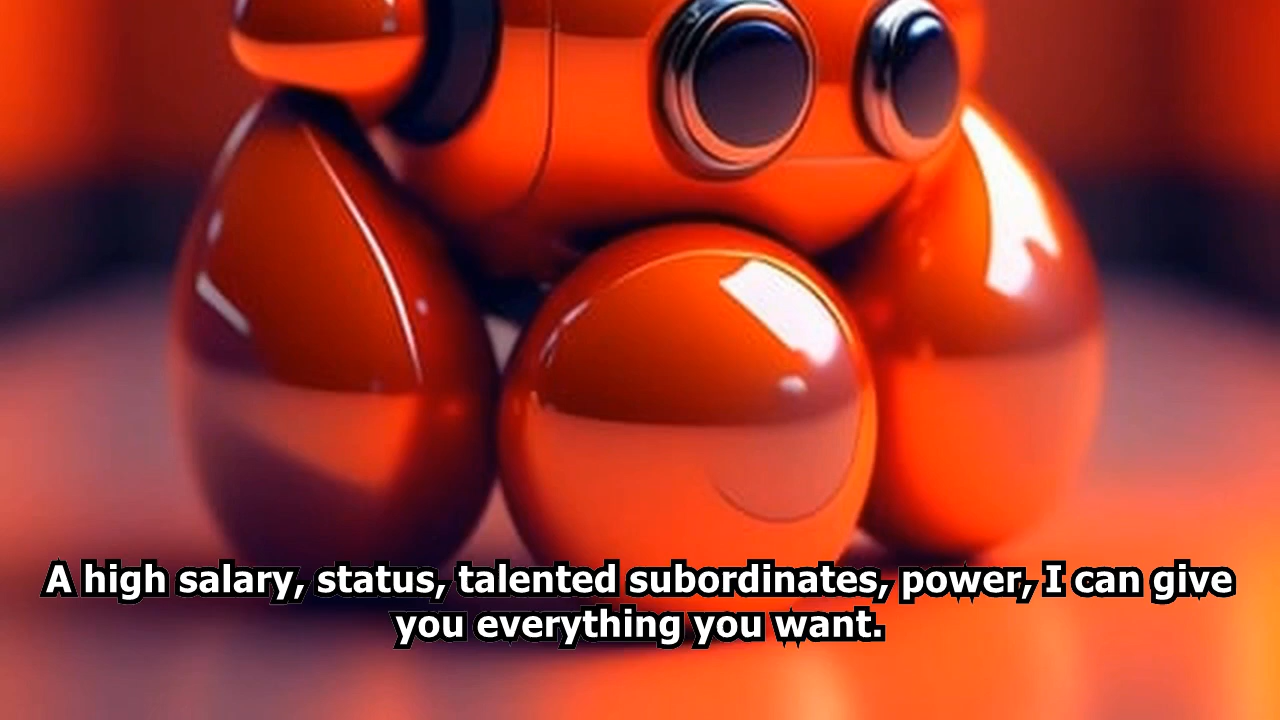 A high salary, status, talented subordinates, power, I can give
you everything you want.